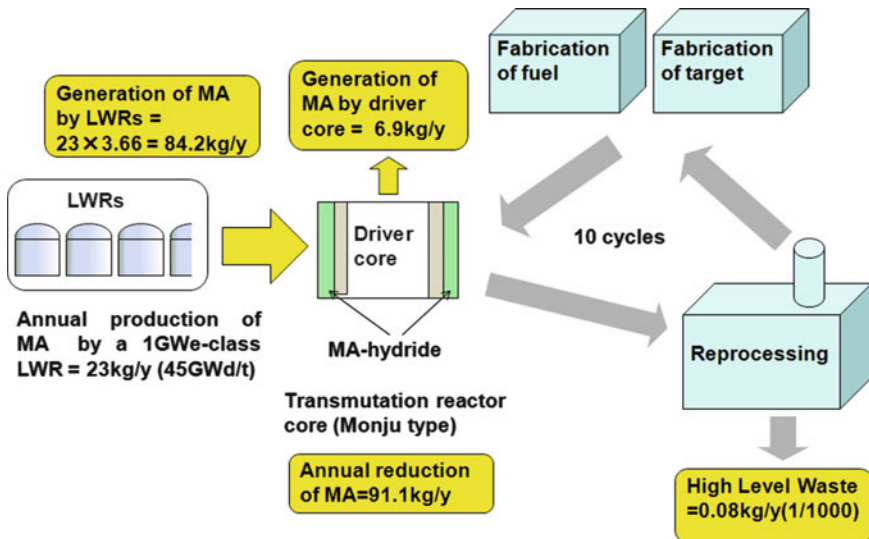 Fabrication
of fuel
Fabrication
of target
Generation of MA
by LWRs =
23×3.66 = 84.2kg/y
Generation of
MA by driver
core = 6.9kg/y
LWRs
Driver
core
10 cycles
Annual production of
MA by a 1GWe-class
LWR = 23kg/y (45GWd/t)
MA-hydride
Reprocessing
Transmutation reactor
core (Monju type)
Annual reduction
of MA=91.1kg/y
High Level Waste
=0.08kg/y(1/1000)